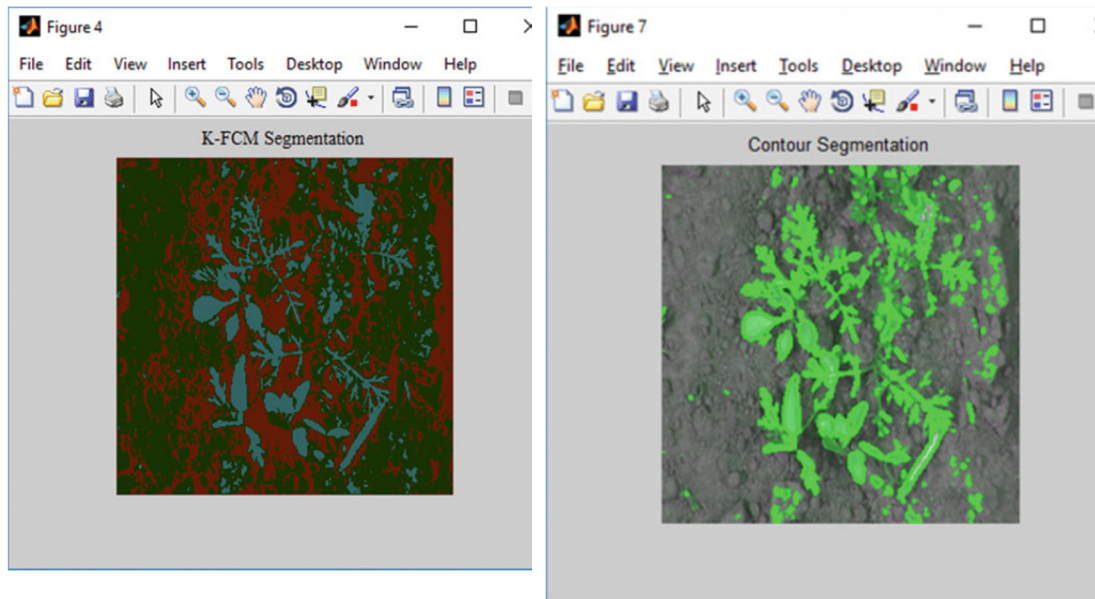 Figure 4
File Edit View Insert Tools Desktop Window Help
K-FCM Segmentation
Figure 7
File Edit View Insert Tools Desktop Window Help
Contour Segmentation